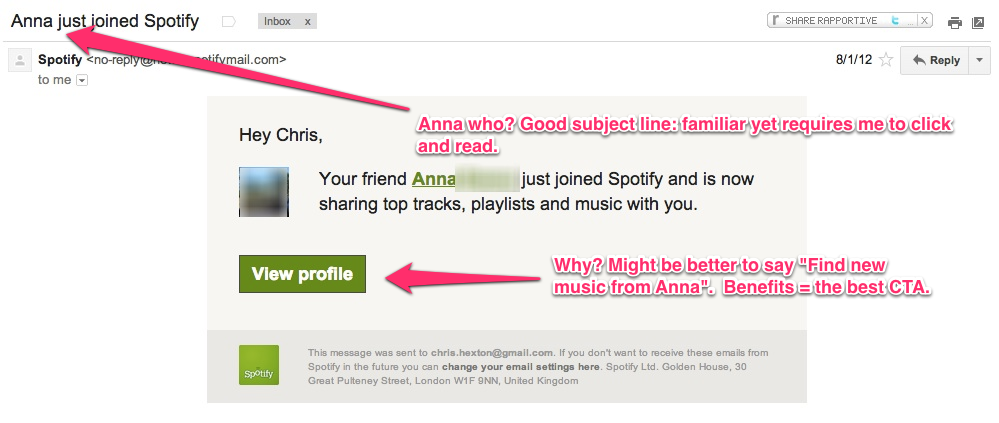 Anna just joined Spotify
Inbox x
SHARE RAPPORTIVE ... X
Spotify <no-reply@ spotifymail.com>
8/1/12
Reply
to me
Anna who? Good subject line: familiar yet requires me to click
and read.
Hey Chris,
Your friend Anna just joined Spotify and is now
sharing top tracks, playlists and music with you.
View profile
Why? Might be better to say "Find new
music from Anna". Benefits = the best CTA.
Spotify
This message was sent to chris.hexton@gmail.com. If you don't want to receive these emails from
Spotify in the future you can change your email settings here. Spotify Ltd. Golden House, 30
Great Pulteney Street, London W1F 9NN, United Kingdom